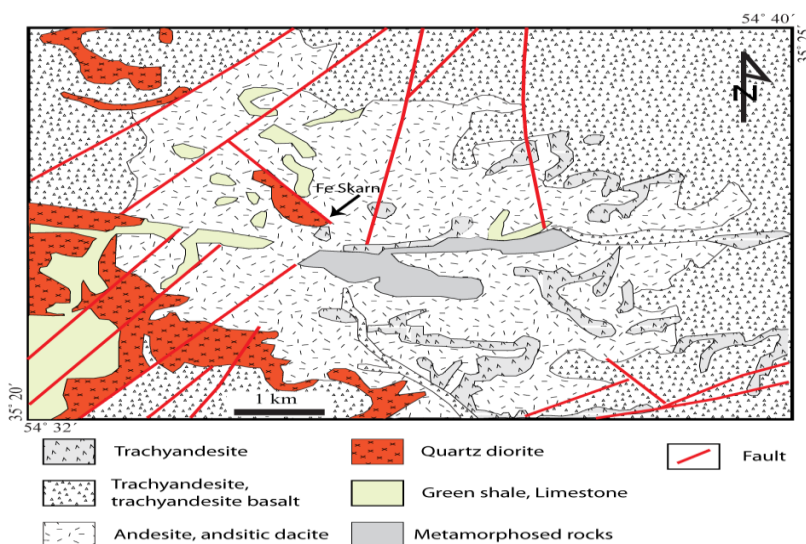 54° 40´
35° 25´
N
Fe Skarn
1 km
35° 20´
54° 32´
Trachyandesite
Quartz diorite
Fault
Trachyandesite,
trachyandesite basalt
Green shale, Limestone
Andesite, andsitic dacite
Metamorphosed rocks